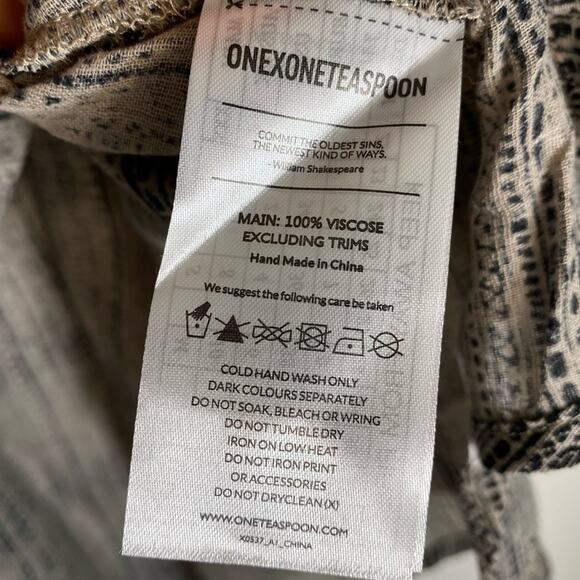 ONEXONETEASPOON
COMMIT THE OLDEST SINS,
THE NEWEST KIND OF WAYS.
- William Shakespeare
MAIN: 100% VISCOSE
EXCLUDING TRIMS
Hand Made in China
We suggest the following care be taken
COLD HAND WASH ONLY
DARK COLOURS SEPARATELY
DO NOT SOAK, BLEACH OR WRING
DO NOT TUMBLE DRY
IRON ON LOW HEAT
DO NOT IRON PRINT
OR ACCESSORIES
DO NOT DRYCLEAN (X)
WWW.ONETEASPOON.COM
X0537_A1_CHINA